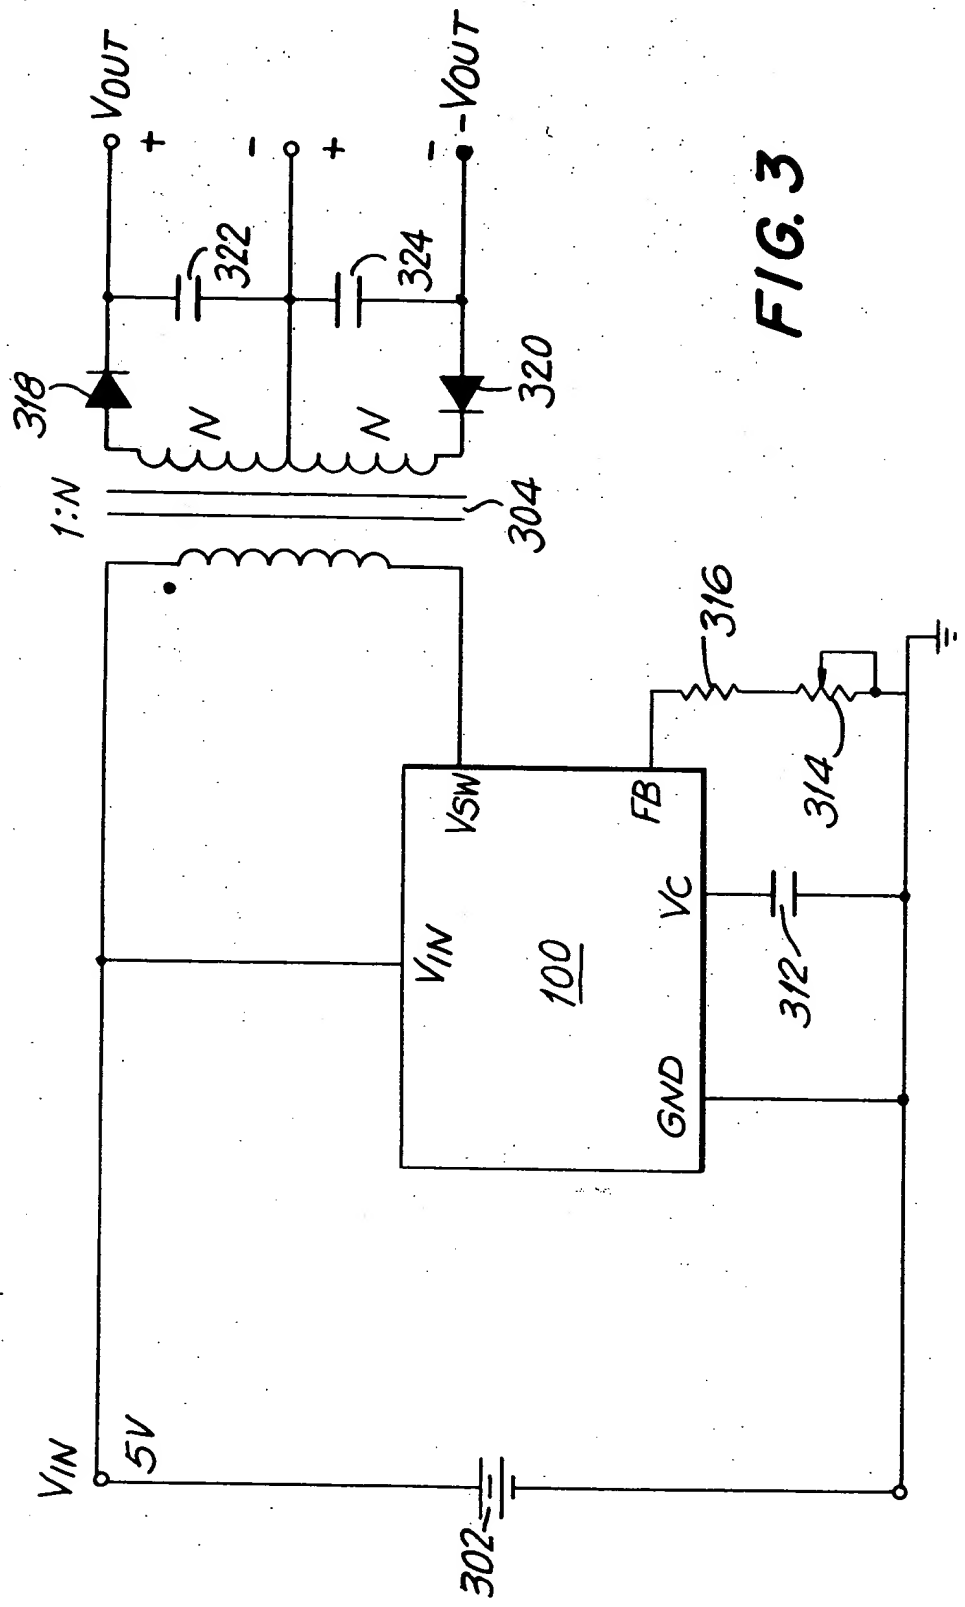 VIN
5V
302
VIN
100
GND
VC
VSW
FB
312
314
316
1:N
304
N
N
318
320
322
324
VOUT
+
-
+
-
-VOUT
FIG. 3